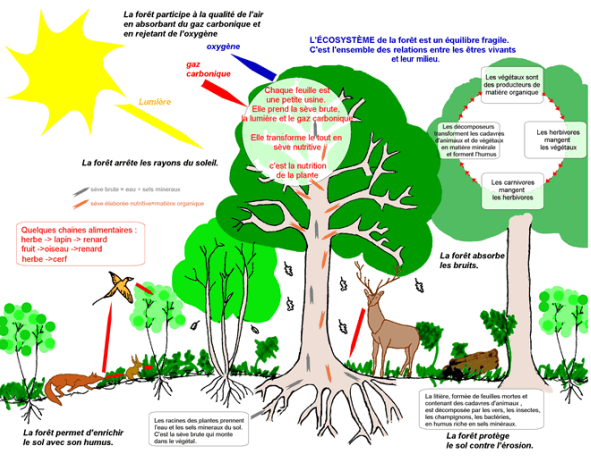 La forêt participe à la qualité de l'air
en absorbant du gaz carbonique et
en rejetant de l'oxygène
L'ÉCOSYSTÈME de la forêt est un équilibre fragile.
C'est l'ensemble des relations entre les êtres vivants
et leur milieu.
oxygène
gaz
carbonique
Lumière
Chaque feuille est
une petite usine.
Elle prend la sève brute,
la lumière et le gaz carbonique
Elle transforme le tout en
sève nutritive
c'est la nutrition
de la plante
Les végétaux sont
des producteurs de
matière organique
Les décomposeurs
transforment les cadavres
d'animaux et de végétaux
en matière minérule
et forment l'humus
Les herbivores
mangent
les végétaux
Les carnivores
mangent
les herbivores
La forêt arrête les rayons du soleil.
sève brute = eau + sels mineraux
sève élaborée nutritive=matière organique
Quelques chaines alimentaires :
herbe -> lapin -> renard
fruit ->oiseau ->renard
herbe ->cerf
La forêt absorbe
les bruits.
La forêt permet d'enrichir
le sol avec son humus.
Les racines des plantes prennent
l'eau et les sels mineraux du sol.
C'est la sève brute qui monte
dans le végétal.
La litière, formée de feuilles mortes et
contenant des cadavres d'animaux ,
est décomposée par les vers, les insectes,
les champignons, les bactéries,
en humus riche en sels mineraux.
La forêt protège
le sol contre l'érosion.